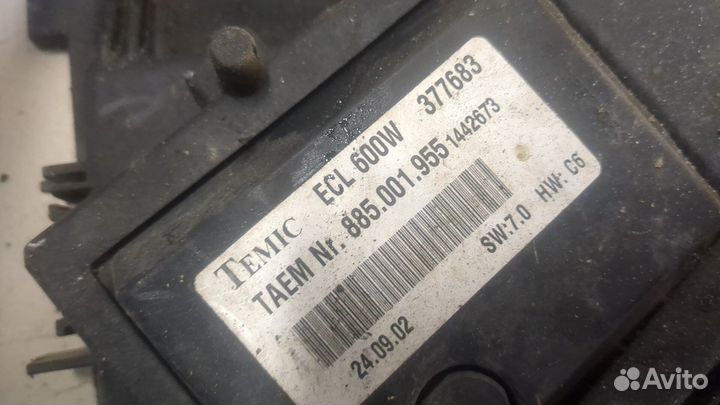 TEMIC ECL 600W 377683
TAEM Nr. 885.001.955 1442673
24.09.02 SW:7.0 HW: C6
Avito